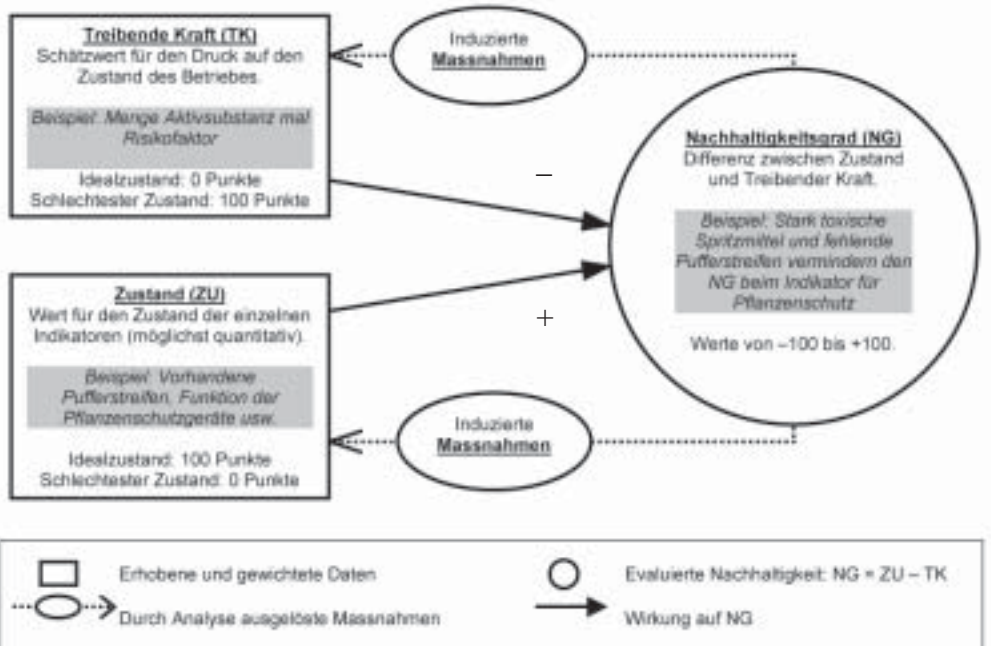 Treibende Kraft (TK)
Schätzwert für den Druck auf den
Zustand des Betriebes.
Beispiel: Menge Aktivsubstanz mal
Risikofaktor
Idealzustand: 0 Punkte
Schlechtester Zustand: 100 Punkte
Induzierte
Massnahmen
–
Nachhaltigkeitsgrad (NG)
Differenz zwischen Zustand
und Treibender Kraft.
Beispiel: Stark toxische
Spritzmittel und fehlende
Pufferstreifen vermindern den
NG beim Indikator für
Pflanzenschutz
Werte von –100 bis +100.
Zustand (ZU)
Wert für den Zustand der einzelnen
Indikatoren (möglichst quantitativ).
Beispiel: Vorhandene
Pufferstreifen, Funktion der
Pflanzenschutzgeräte usw.
Idealzustand: 100 Punkte
Schlechtester Zustand: 0 Punkte
+
Induzierte
Massnahmen
Erhobene und gewichtete Daten
Evaluierte Nachhaltigkeit: NG = ZU – TK
Durch Analyse ausgelöste Massnahmen
Wirkung auf NG